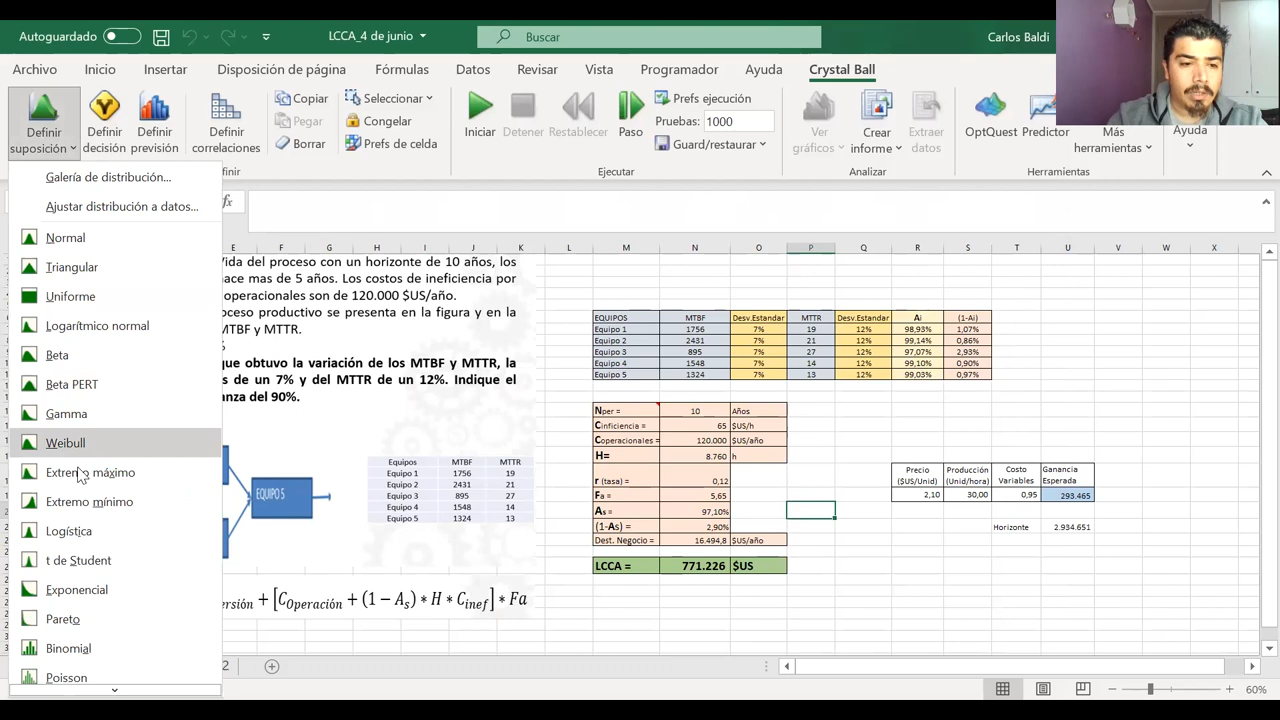 Autoguardado
LCCA_4 de junio
Buscar
Carlos Baldi
Archivo Inicio Insertar Disposición de página Fórmulas Datos Revisar Vista Programador Ayuda Crystal Ball
Definir suposición
Definir decisión
Definir previsión
Definir correlaciones
Copiar
Pegar
Borrar
Seleccionar
Congelar
Prefs de celda
Iniciar
Detener
Restablecer
Paso
Prefs ejecución
Pruebas: 1000
Guard/restaurar
Ver gráficos
Crear informe
Extraer datos
OptQuest
Predictor
Más herramientas
Ayuda
Ejecutar
Analizar
Herramientas
Galería de distribución...
Ajustar distribución a datos...
Normal
Triangular
Uniforme
Logarítmico normal
Beta
Beta PERT
Gamma
Weibull
Extremo máximo
Extremo mínimo
Logística
t de Student
Exponencial
Pareto
Binomial
Poisson
fx
E F G H I J K L M N O P Q R S T U V W X
Vida del proceso con un horizonte de 10 años, los
hace mas de 5 años. Los costos de ineficiencia por
operacionales son de 120.000 $US/año.
oceso productivo se presenta en la figura y en la
MTBF y MTTR.
%
que obtuvo la variación de los MTBF y MTTR, la
s de un 7% y del MTTR de un 12%. Indique el
anza del 90%.
EQUIPO 5
Equipos MTBF MTTR
Equipo 1 1756 19
Equipo 2 2431 21
Equipo 3 895 27
Equipo 4 1548 14
Equipo 5 1324 13
ersión + [C_Operación + (1 − A_s) * H * C_inef] * Fa
EQUIPOS MTBF Desv.Estandar MTTR Desv.Estandar Ai (1-Ai)
Equipo 1 1756 7% 19 12% 98,93% 1,07%
Equipo 2 2431 7% 21 12% 99,14% 0,86%
Equipo 3 895 7% 27 12% 97,07% 2,93%
Equipo 4 1548 7% 14 12% 99,10% 0,90%
Equipo 5 1324 7% 13 12% 99,03% 0,97%
Nper = 10 Años
Cinficiencia = 65 $US/h
Coperacionales = 120.000 $US/año
H= 8.760 h
r (tasa) = 0,12
Fa = 5,65
As = 97,10%
(1-As) = 2,90%
Dest. Negocio = 16.494,8 $US/año
LCCA = 771.226 $US
Precio ($US/Unid) Producción (Unid/hora) Costo Variables Ganancia Esperada
2,10 30,00 0,95 293.465
Horizonte 2.934.651
2
60%